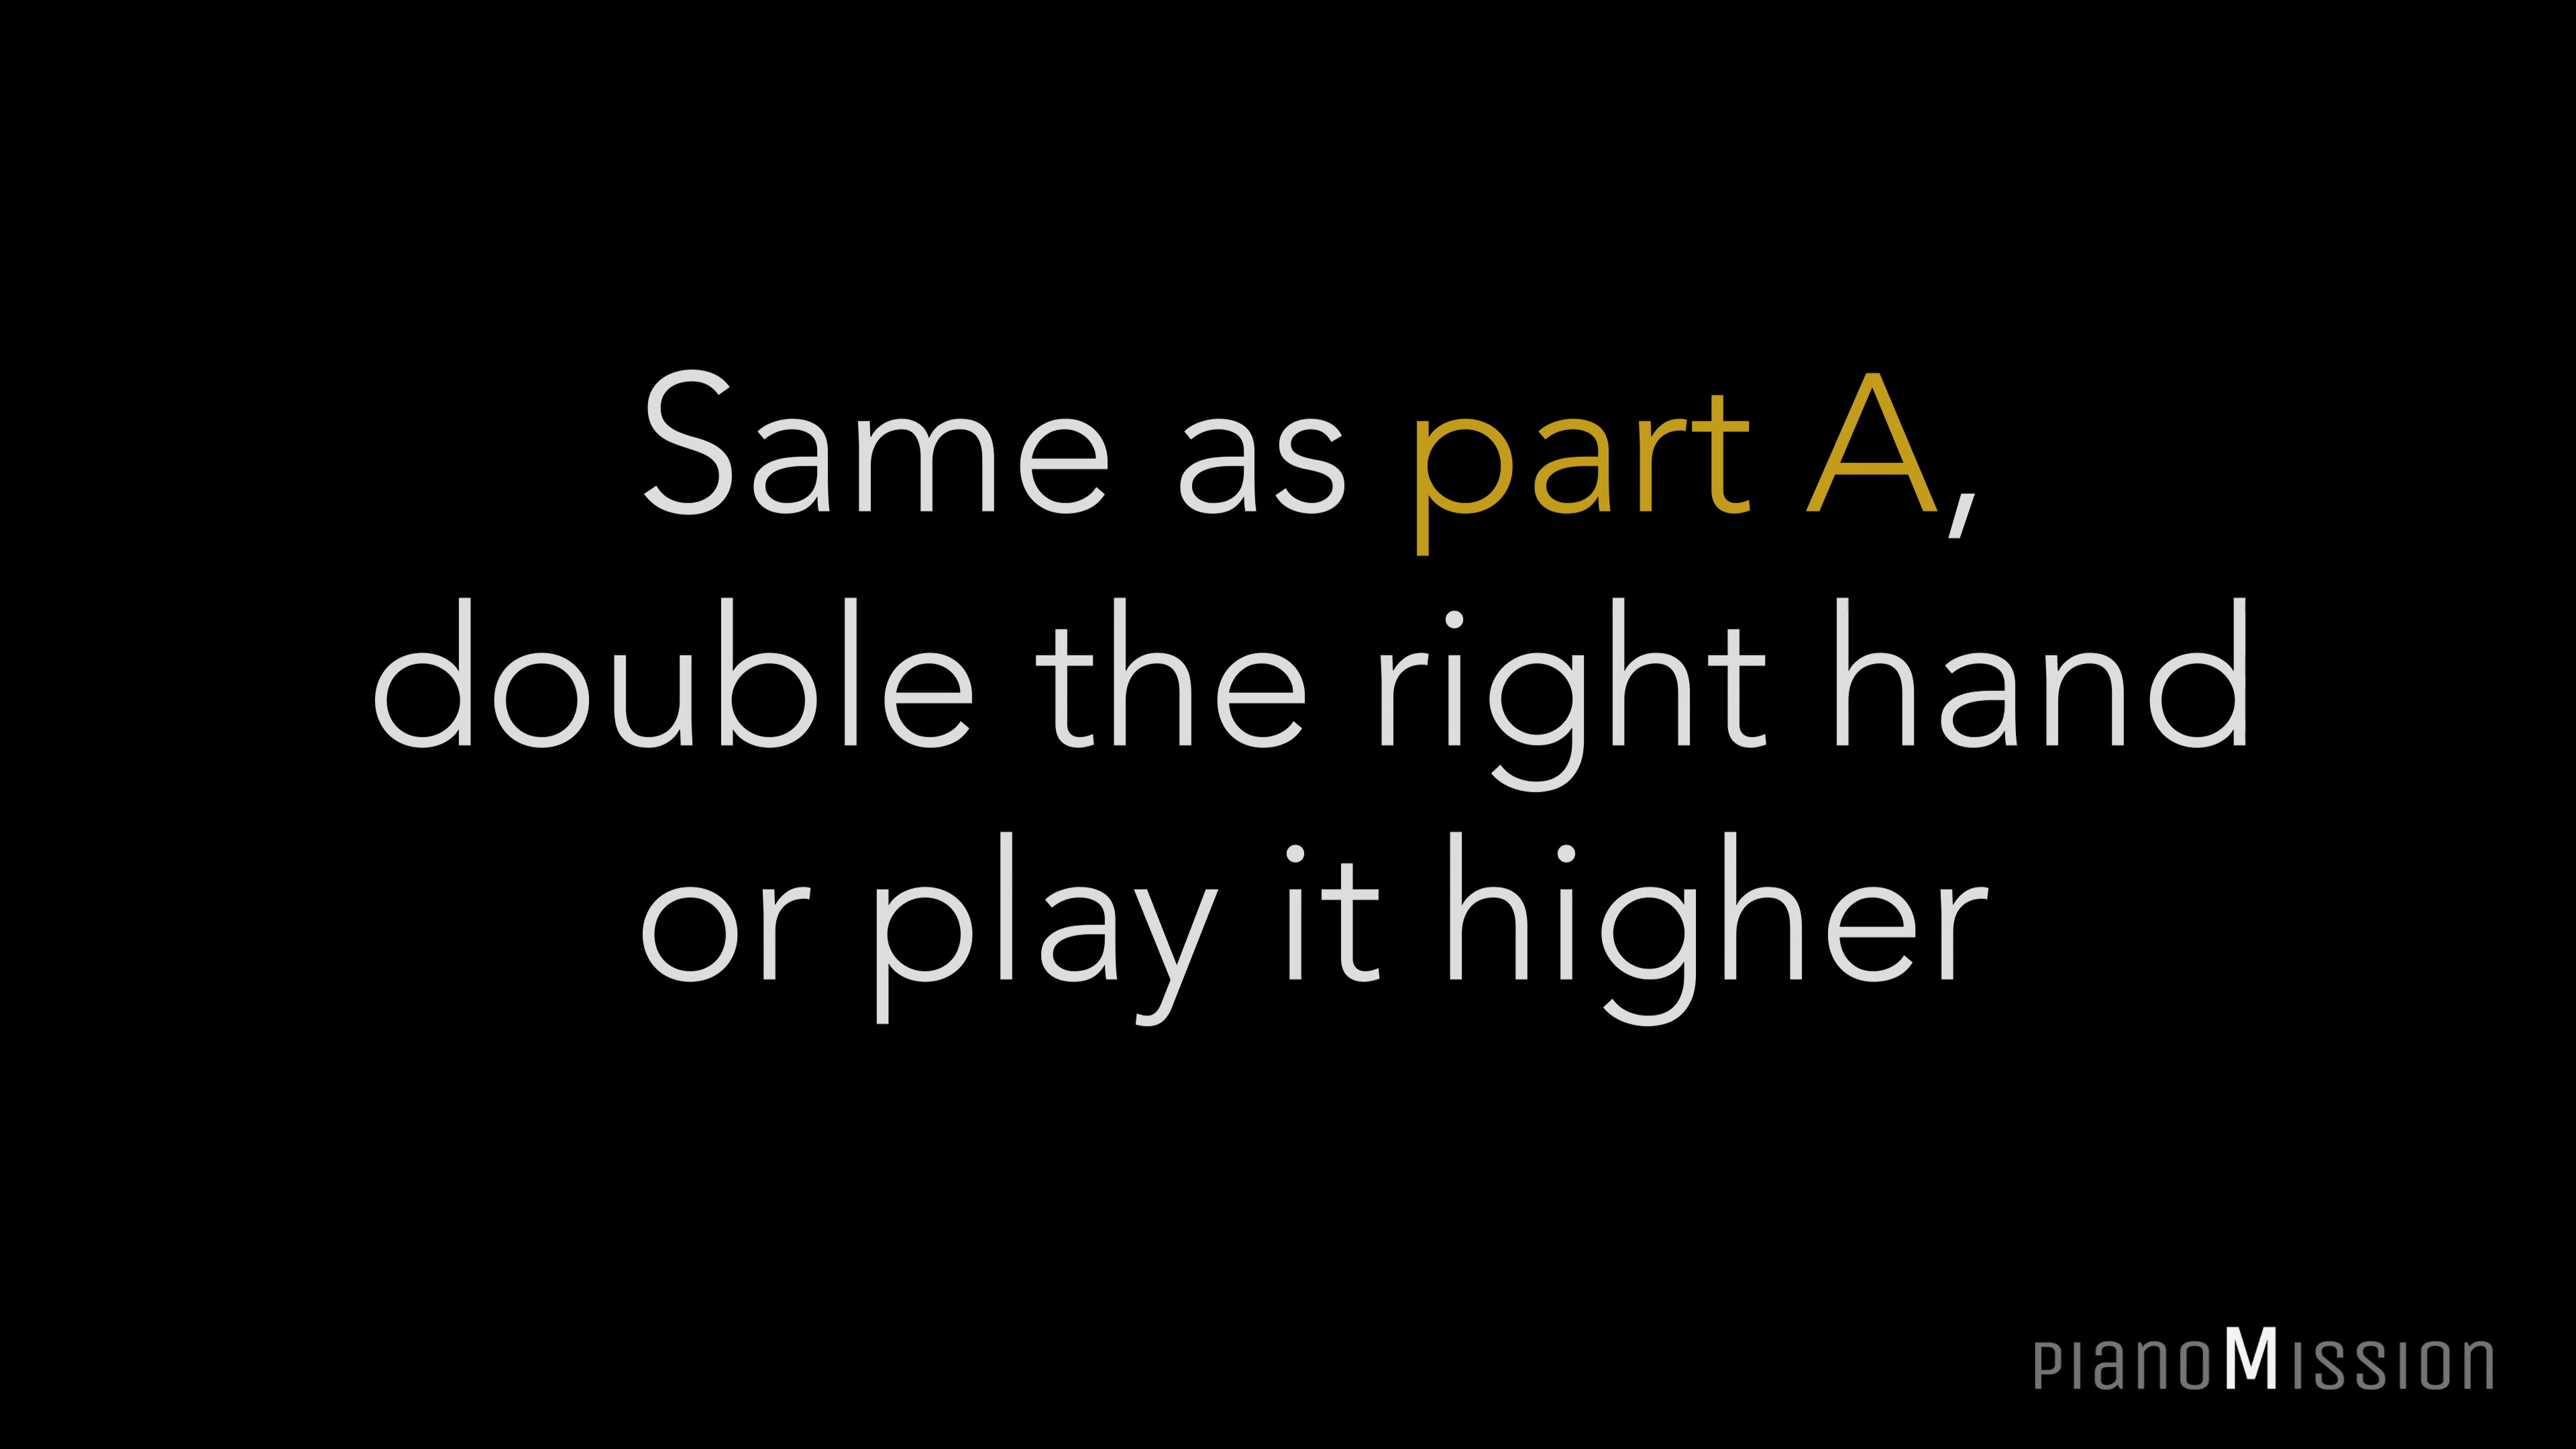 Same as part A,
double the right hand
or play it higher
pianoMission